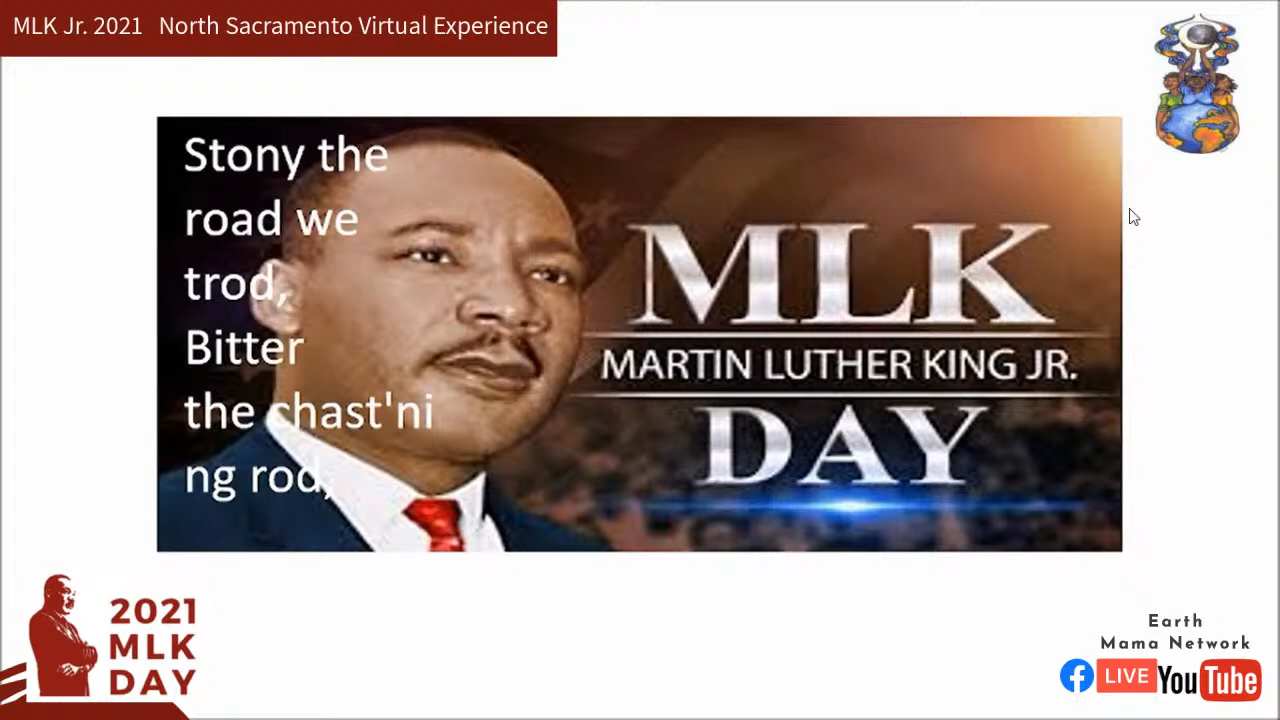 MLK Jr. 2021 North Sacramento Virtual Experience
Stony the
road we
trod,
Bitter
the chast'ni
ng rod,
MLK
MARTIN LUTHER KING JR.
DAY
2021
MLK
DAY
Earth
Mama Network
LIVE YouTube